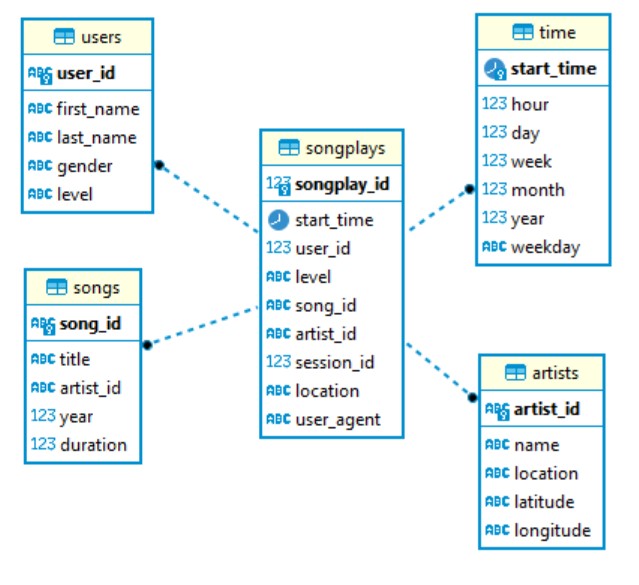 users
ABC user_id
ABC first_name
ABC last_name
ABC gender
ABC level
time
start_time
123 hour
123 day
123 week
123 month
123 year
ABC weekday
songplays
123 songplay_id
start_time
123 user_id
ABC level
ABC song_id
ABC artist_id
123 session_id
ABC location
ABC user_agent
songs
ABC song_id
ABC title
ABC artist_id
123 year
123 duration
artists
ABC artist_id
ABC name
ABC location
ABC latitude
ABC longitude